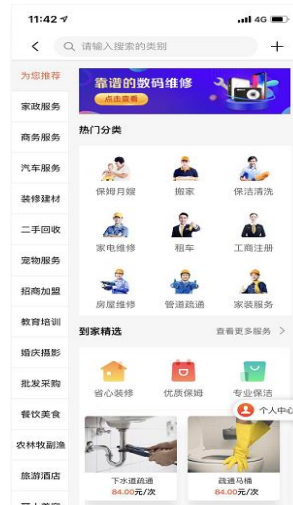 11:42
4G
请输入搜索的类别
为您推荐
家政服务
商务服务
汽车服务
装修建材
二手回收
宠物服务
招商加盟
教育培训
婚庆摄影
批发采购
餐饮美食
农林牧副渔
旅游酒店
靠谱的数码维修
点击查看
热门分类
保姆月嫂
搬家
保洁清洗
家电维修
租车
工商注册
房屋维修
管道疏通
家装服务
到家精选
查看更多服务 >
省心装修
优质保姆
专业保洁
个人中心
下水道疏通
84.00元/次
疏通马桶
84.00元/次